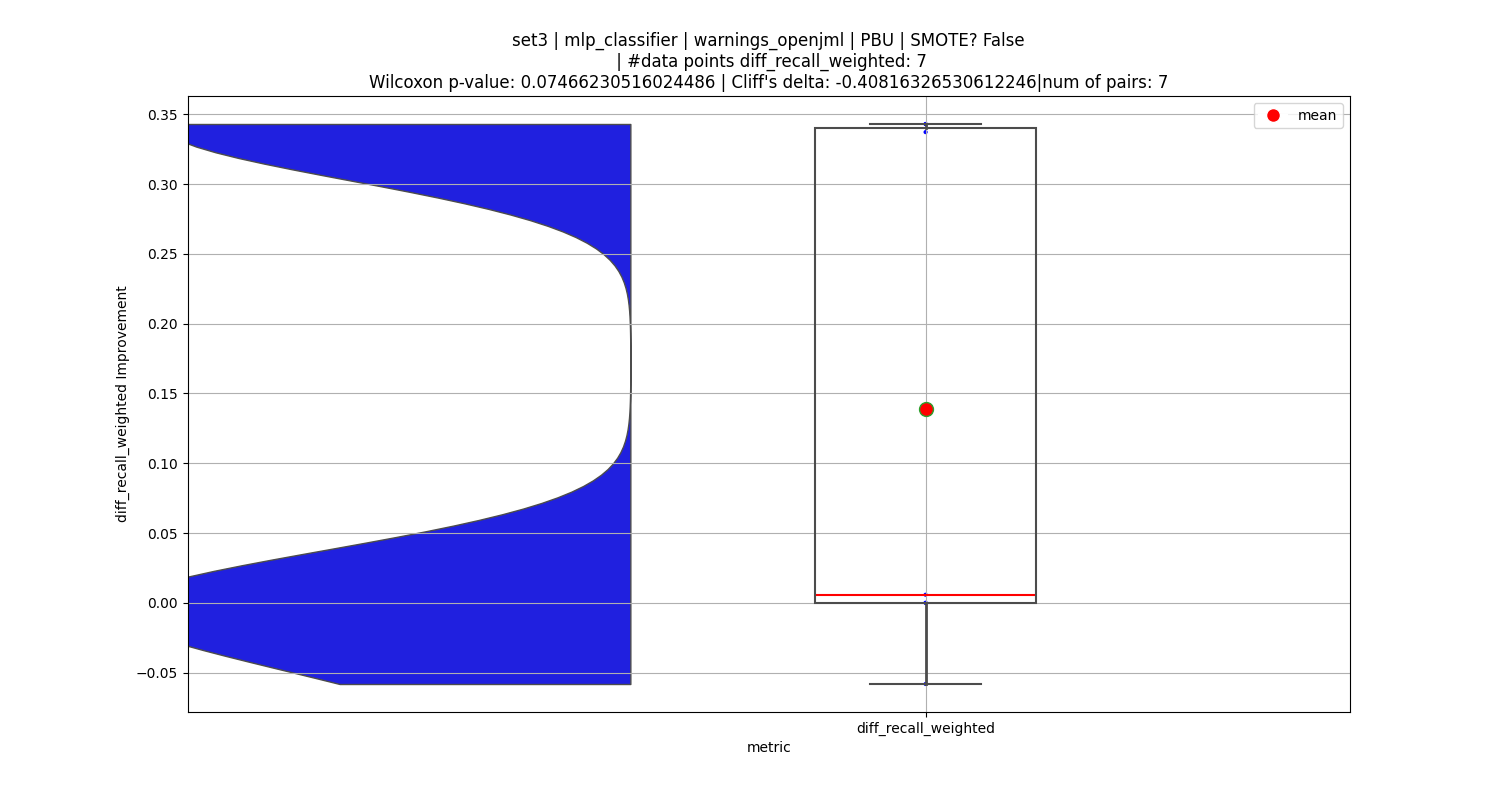 set3 | mlp_classifier | warnings_openjml | PBU | SMOTE? False
| #data points diff_recall_weighted: 7
Wilcoxon p-value: 0.07466230516024486 | Cliff's delta: -0.40816326530612246|num of pairs: 7
mean
0.35
0.30
0.25
0.20
0.15
0.10
0.05
0.00
−0.05
diff_recall_weighted Improvement
diff_recall_weighted
metric